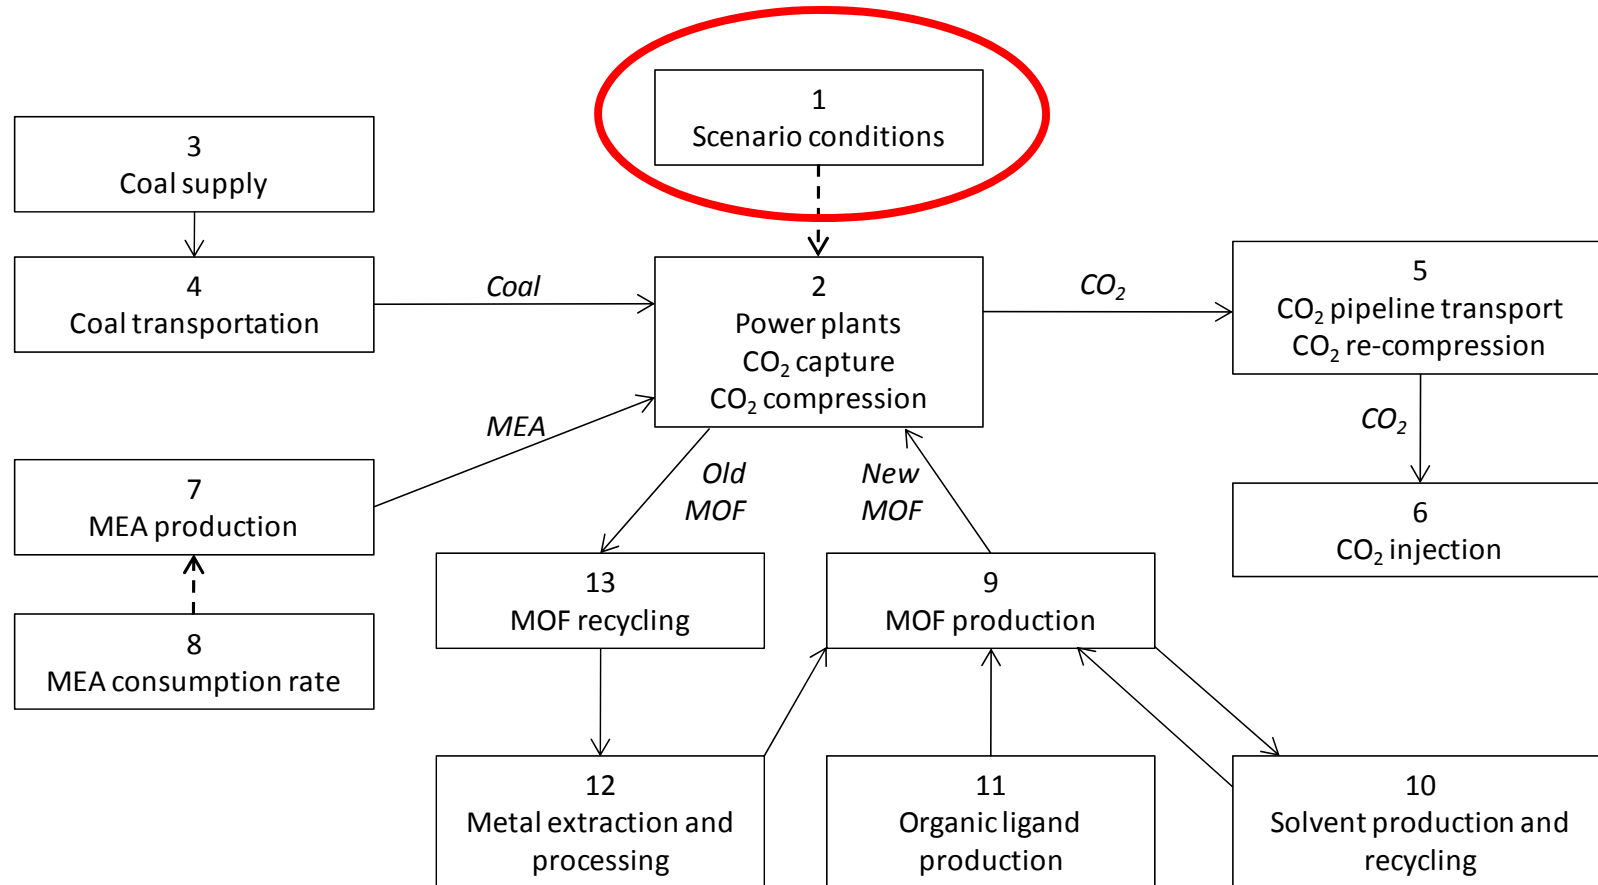 1
Scenario conditions
3
Coal supply
4
Coal transportation
Coal
2
Power plants
CO₂ capture
CO₂ compression
CO₂
5
CO₂ pipeline transport
CO₂ re-compression
CO₂
6
CO₂ injection
MEA
7
MEA production
8
MEA consumption rate
Old
MOF
New
MOF
13
MOF recycling
9
MOF production
12
Metal extraction and
processing
11
Organic ligand
production
10
Solvent production and
recycling